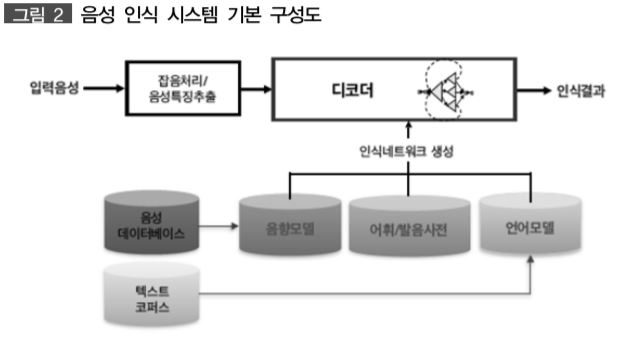 그림 2 음성 인식 시스템 기본 구성도
입력음성
잡음처리/
음성특징추출
디코더
인식결과
인식네트워크 생성
음성
데이터베이스
음향모델
어휘/발음사전
언어모델
텍스트
코퍼스